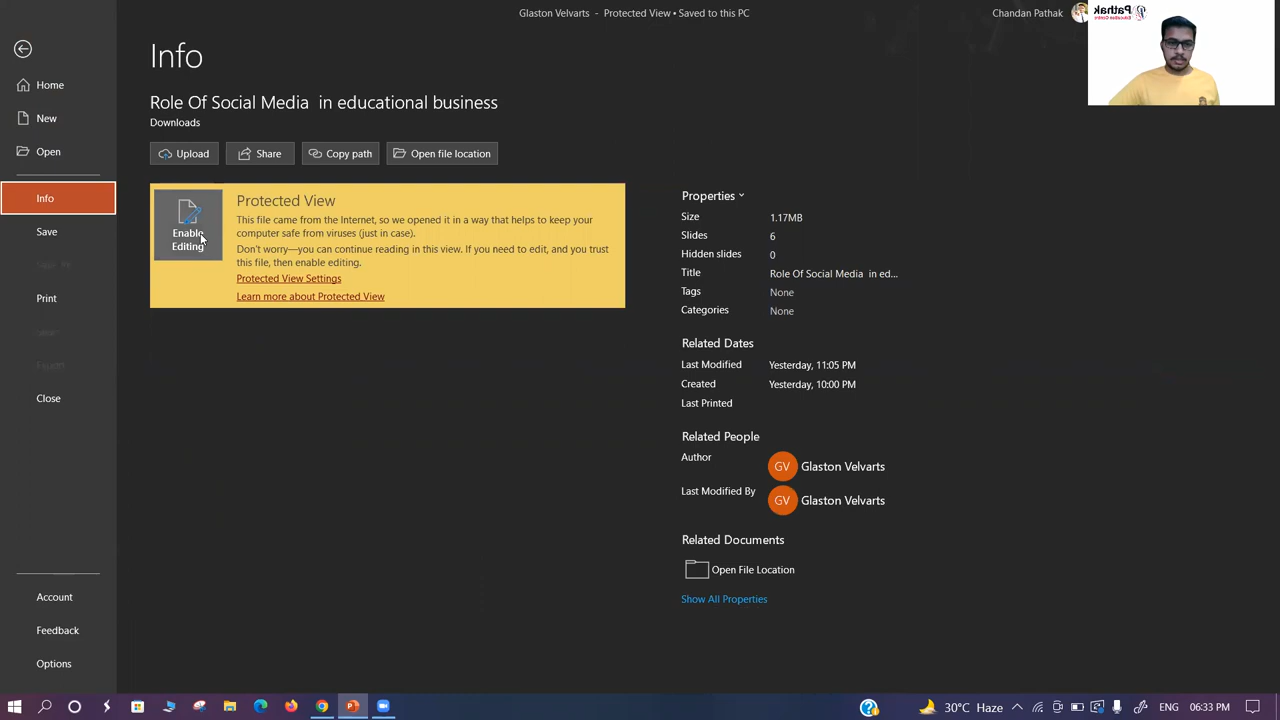 Glaston Velvarts - Protected View • Saved to this PC
Chandan Pathak
Pathak
Education Centre
Info
Home
New
Open
Info
Save
Print
Close
Account
Feedback
Options
Role Of Social Media in educational business
Downloads
Upload
Share
Copy path
Open file location
Enable
Editing
Protected View
This file came from the Internet, so we opened it in a way that helps to keep your
computer safe from viruses (just in case).
Don't worry—you can continue reading in this view. If you need to edit, and you trust
this file, then enable editing.
Protected View Settings
Learn more about Protected View
Properties
Size 1.17MB
Slides 6
Hidden slides 0
Title Role Of Social Media in ed...
Tags None
Categories None
Related Dates
Last Modified Yesterday, 11:05 PM
Created Yesterday, 10:00 PM
Last Printed
Related People
Author GV Glaston Velvarts
Last Modified By GV Glaston Velvarts
Related Documents
Open File Location
Show All Properties
30°C Haze ENG 06:33 PM